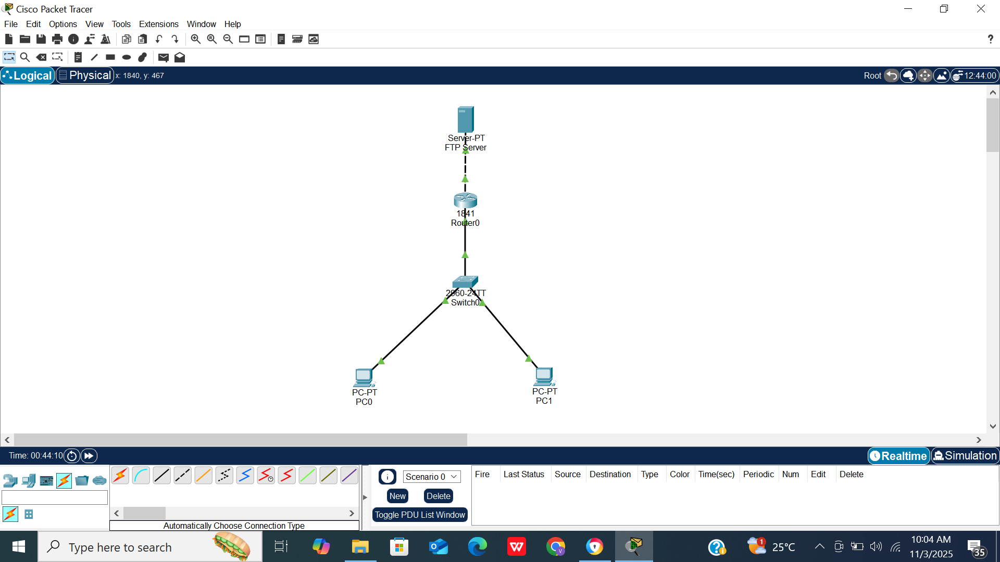 Cisco Packet Tracer
File Edit Options View Tools Extensions Window Help
?
Logical Physical x: 1840, y: 467 Root 12:44:00
Server-PT
FTP Server
1841
Router0
2960-24TT
Switch0
PC-PT
PC0
PC-PT
PC1
Time: 00:44:10 Realtime Simulation
Scenario 0
New Delete
Toggle PDU List Window
Fire Last Status Source Destination Type Color Time(sec) Periodic Num Edit Delete
Automatically Choose Connection Type
Type here to search
1 25°C
10:04 AM
11/3/2025
35